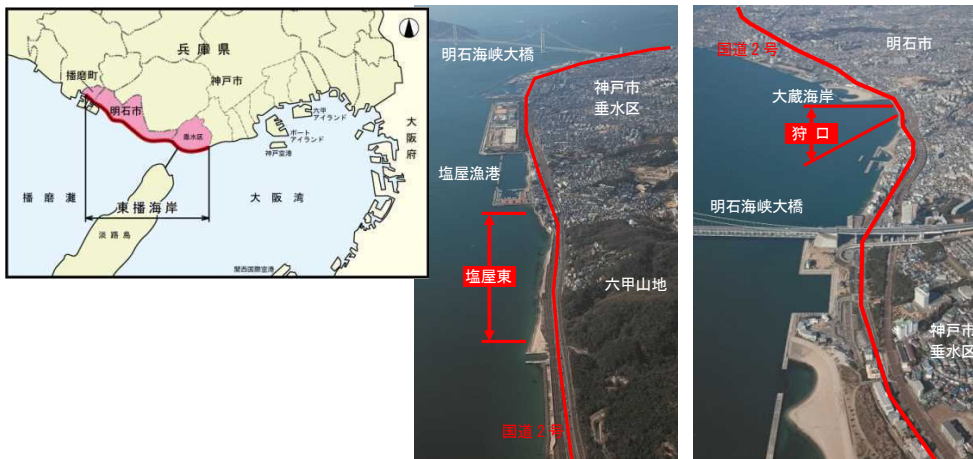 兵庫県
播磨町
明石市
神戸市
垂水区
六甲
アイランド
ポート
アイランド
神戸空港
大阪府
播磨灘
東播海岸
大阪湾
淡路島
関西国際空港
明石海峡大橋
神戸市
垂水区
塩屋漁港
塩屋東
六甲山地
国道2号
国道2号
明石市
大蔵海岸
狩口
明石海峡大橋
神戸市
垂水区